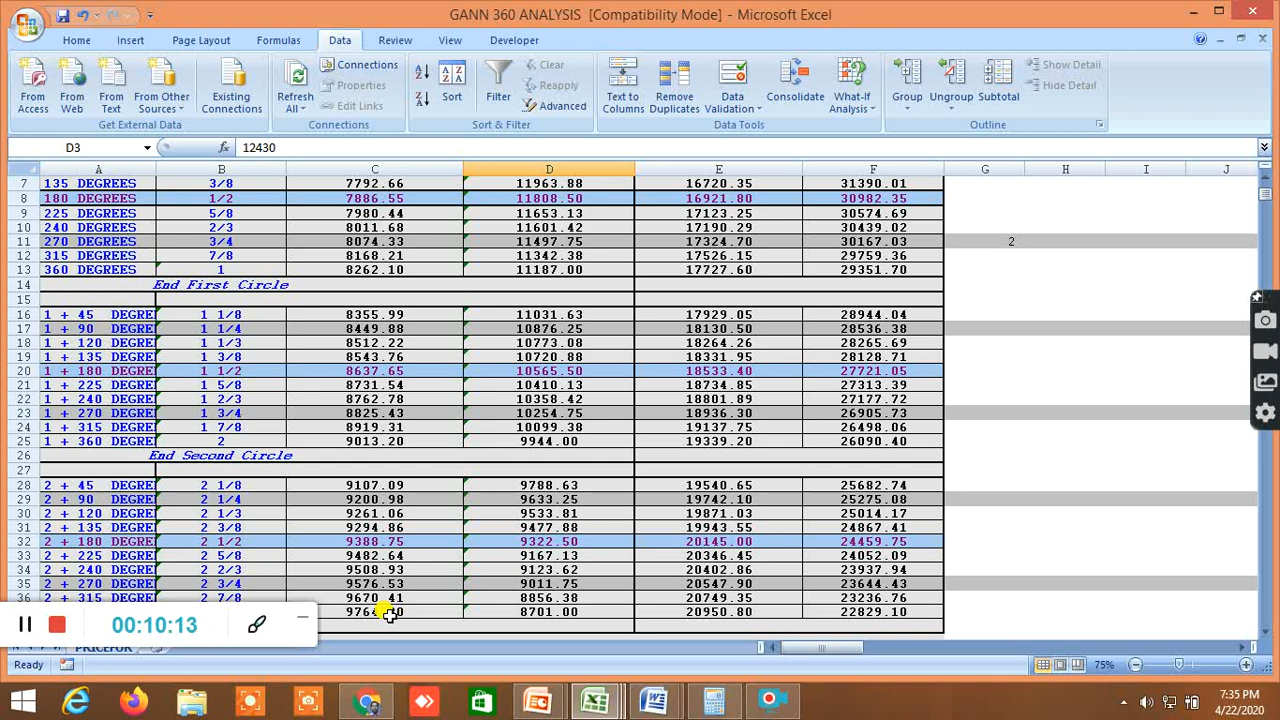 GANN 360 ANALYSIS [Compatibility Mode] - Microsoft Excel
Home Insert Page Layout Formulas Data Review View Developer
From Access
From Web
From Text
From Other Sources
Existing Connections
Get External Data
Refresh All
Connections
Properties
Edit Links
Connections
Sort
Filter
Clear
Reapply
Advanced
Sort & Filter
Text to Columns
Remove Duplicates
Data Validation
Consolidate
What-If Analysis
Data Tools
Group
Ungroup
Subtotal
Show Detail
Hide Detail
Outline
D3 fx 12430
A B C D E F G H I J
7 135 DEGREES 3/8 7792.66 11963.88 16720.35 31390.01
8 180 DEGREES 1/2 7886.55 11808.50 16921.80 30982.35
9 225 DEGREES 5/8 7980.44 11653.13 17123.25 30574.69
10 240 DEGREES 2/3 8011.68 11601.42 17190.29 30439.02
11 270 DEGREES 3/4 8074.33 11497.75 17324.70 30167.03 2
12 315 DEGREES 7/8 8168.21 11342.38 17526.15 29759.36
13 360 DEGREES 1 8262.10 11187.00 17727.60 29351.70
14 End First Circle
15
16 1 + 45 DEGREE 1 1/8 8355.99 11031.63 17929.05 28944.04
17 1 + 90 DEGREE 1 1/4 8449.88 10876.25 18130.50 28536.38
18 1 + 120 DEGREE 1 1/3 8512.22 10773.08 18264.26 28265.69
19 1 + 135 DEGREE 1 3/8 8543.76 10720.88 18331.95 28128.71
20 1 + 180 DEGREE 1 1/2 8637.65 10565.50 18533.40 27721.05
21 1 + 225 DEGREE 1 5/8 8731.54 10410.13 18734.85 27313.39
22 1 + 240 DEGREE 1 2/3 8762.78 10358.42 18801.89 27177.72
23 1 + 270 DEGREE 1 3/4 8825.43 10254.75 18936.30 26905.73
24 1 + 315 DEGREE 1 7/8 8919.31 10099.38 19137.75 26498.06
25 1 + 360 DEGREE 2 9013.20 9944.00 19339.20 26090.40
26 End Second Circle
27
28 2 + 45 DEGREE 2 1/8 9107.09 9788.63 19540.65 25682.74
29 2 + 90 DEGREE 2 1/4 9200.98 9633.25 19742.10 25275.08
30 2 + 120 DEGREE 2 1/3 9261.06 9533.81 19871.03 25014.17
31 2 + 135 DEGREE 2 3/8 9294.86 9477.88 19943.55 24867.41
32 2 + 180 DEGREE 2 1/2 9388.75 9322.50 20145.00 24459.75
33 2 + 225 DEGREE 2 5/8 9482.64 9167.13 20346.45 24052.09
34 2 + 240 DEGREE 2 2/3 9508.93 9123.62 20402.86 23937.94
35 2 + 270 DEGREE 2 3/4 9576.53 9011.75 20547.90 23644.43
36 2 + 315 DEGREE 2 7/8 9670.41 8856.38 20749.35 23236.76
8701.00 20950.80 22829.10
00:10:13
PRICEFOR
Ready
75%
7:35 PM
4/22/2020